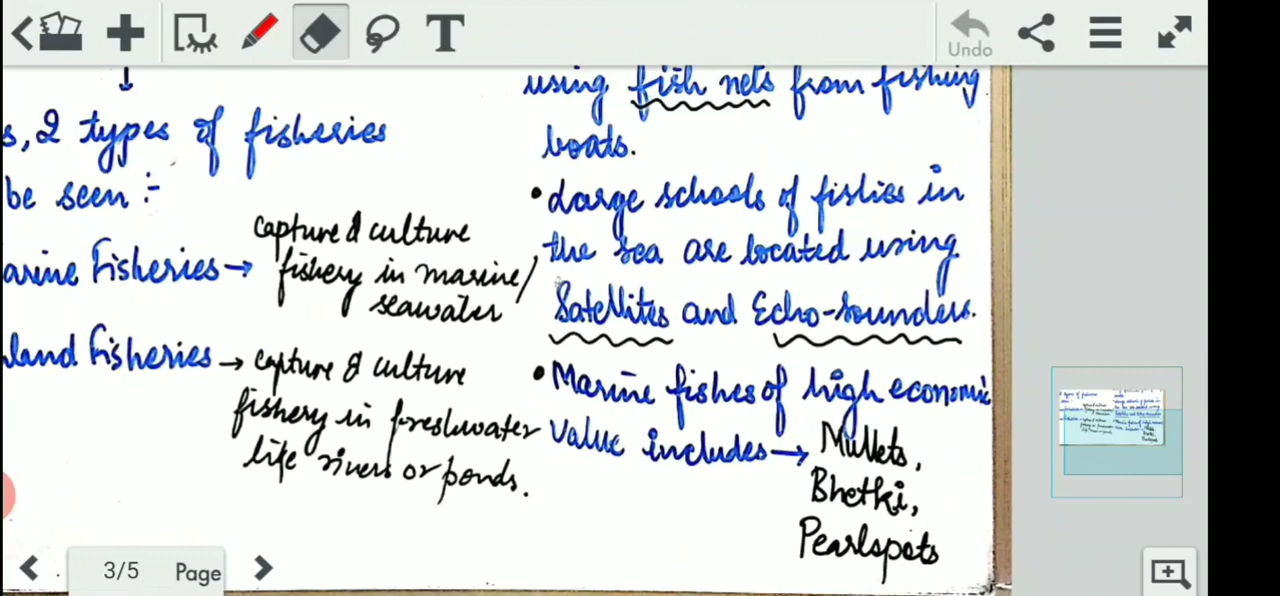 Undo
s, 2 types of fisheries
be seen :-
arine Fisheries → capture & culture
fishery in marine/
seawater
land Fisheries → capture & culture
fishery in freshwater
like rivers or ponds.
using fish nets from fishing
boats.
• Large schools of fishes in
the sea are located using
Satellites and Echo-Sounders.
• Marine fishes of high economic
value includes → Mullets,
Bhetki,
Pearlspots
3/5 Page